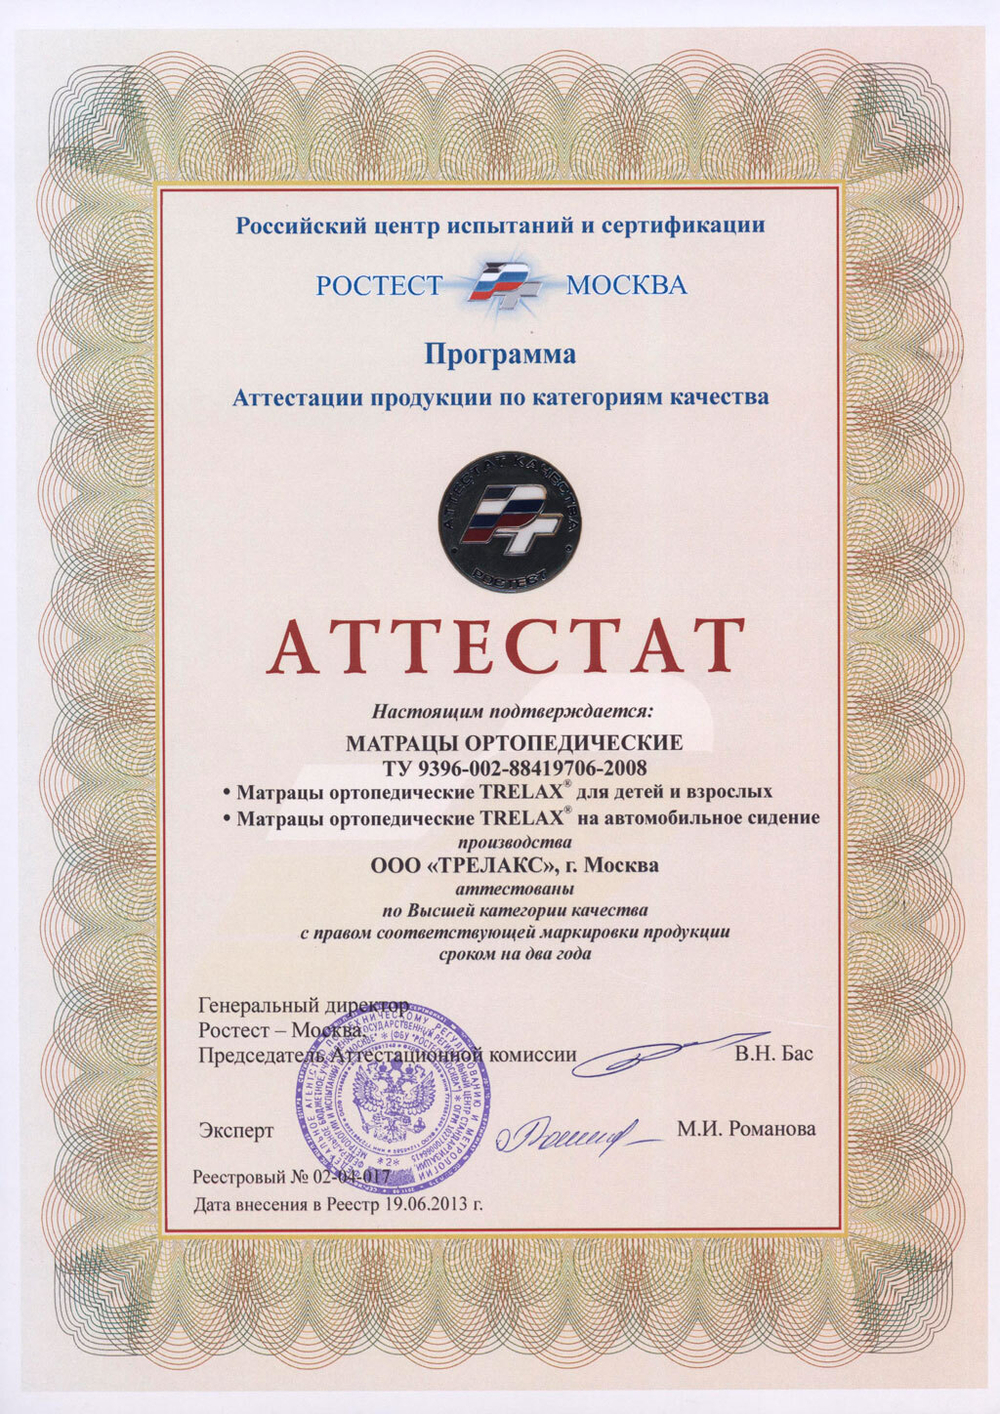 Российский центр испытаний и сертификации
РОСТЕСТ МОСКВА
Программа
Аттестации продукции по категориям качества
АТТЕСТАТ КАЧЕСТВА
РОСТЕСТ
АТТЕСТАТ
Настоящим подтверждается:
МАТРАЦЫ ОРТОПЕДИЧЕСКИЕ
ТУ 9396-002-88419706-2008
• Матрацы ортопедические TRELAX® для детей и взрослых
• Матрацы ортопедические TRELAX® на автомобильное сидение
производства
ООО «ТРЕЛАКС», г. Москва
аттестованы
по Высшей категории качества
с правом соответствующей маркировки продукции
сроком на два года
Генеральный директор
Ростест – Москва,
Председатель Аттестационной комиссии В.Н. Бас
Эксперт М.И. Романова
Реестровый № 02-04-017
Дата внесения в Реестр 19.06.2013 г.